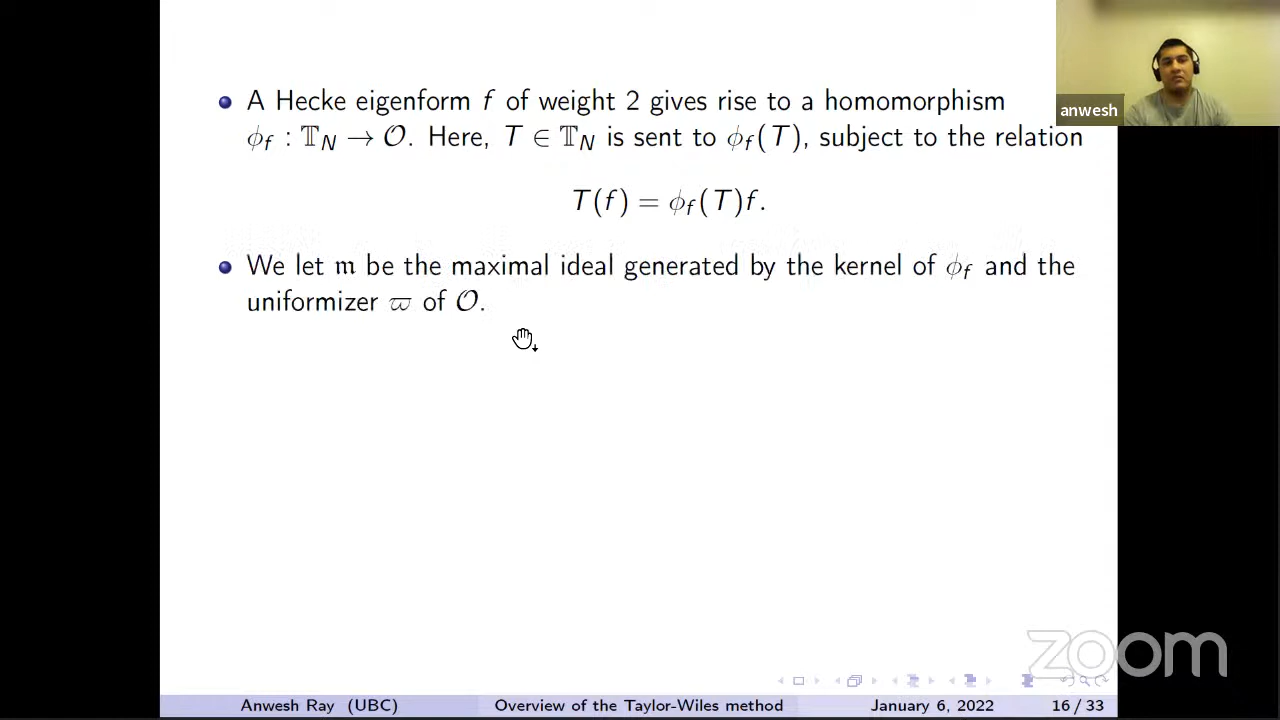 A Hecke eigenform f of weight 2 gives rise to a homomorphism
ϕ_f : 𝕋_N → 𝒪. Here, T ∈ 𝕋_N is sent to ϕ_f(T), subject to the relation
T(f) = ϕ_f(T)f.
We let 𝔪 be the maximal ideal generated by the kernel of ϕ_f and the
uniformizer ϖ of 𝒪.
anwesh
zoom
Anwesh Ray (UBC) Overview of the Taylor-Wiles method January 6, 2022 16 / 33